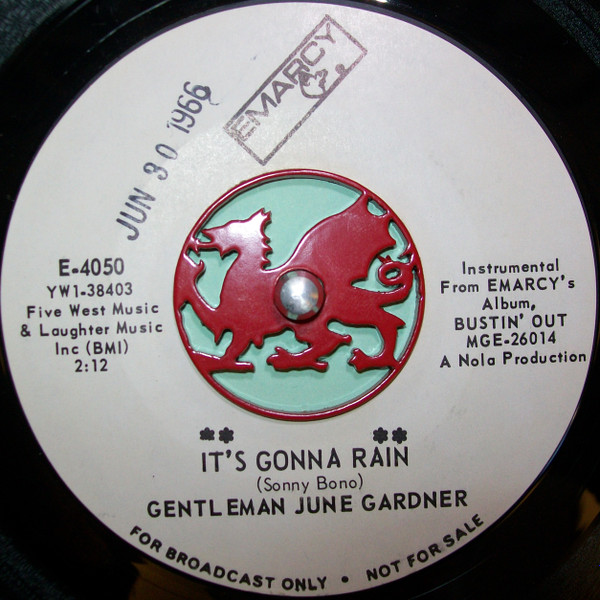 EMARCY
JUN 30 1966
E-4050
YW1-38403
Five West Music
& Laughter Music
Inc (BMI)
2:12
Instrumental
From EMARCY's
Album,
BUSTIN' OUT
MGE-26014
A Nola Production
** **
IT'S GONNA RAIN
(Sonny Bono)
GENTLEMAN JUNE GARDNER
FOR BROADCAST ONLY • NOT FOR SALE